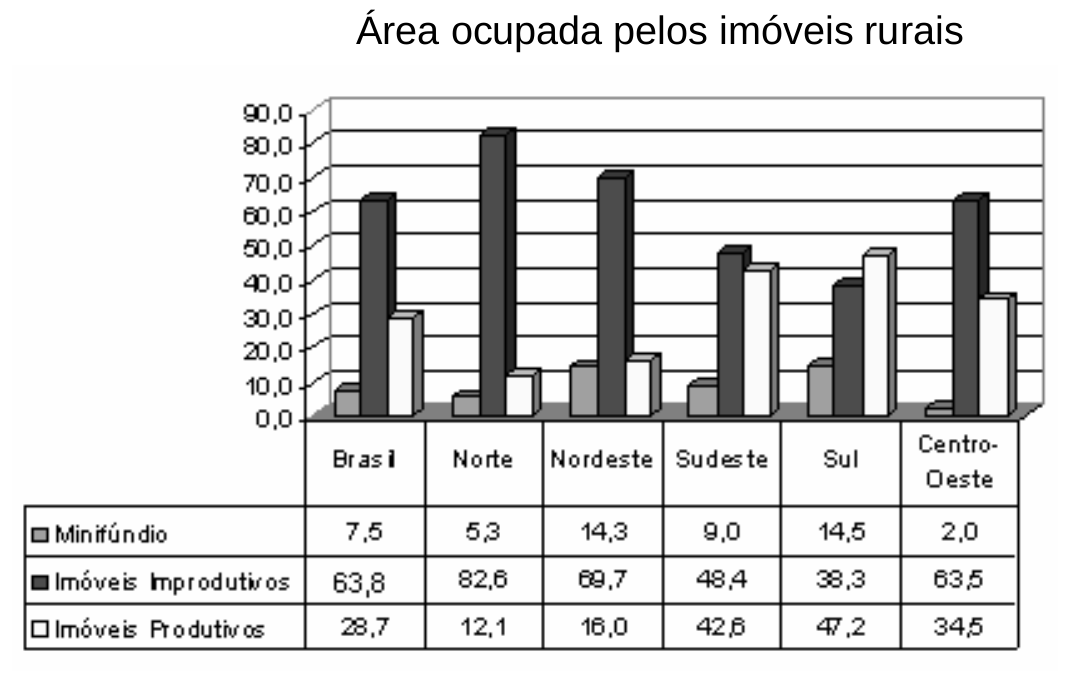 Área ocupada pelos imóveis rurais
90,0
80,0
70,0
60,0
50,0
40,0
30,0
20,0
10,0
0,0
Brasil Norte Nordeste Sudeste Sul Centro-
Oeste
Minifúndio 7,5 5,3 14,3 9,0 14,5 2,0
Imóveis Improdutivos 63,8 82,6 69,7 48,4 38,3 63,5
Imóveis Produtivos 28,7 12,1 16,0 42,6 47,2 34,5